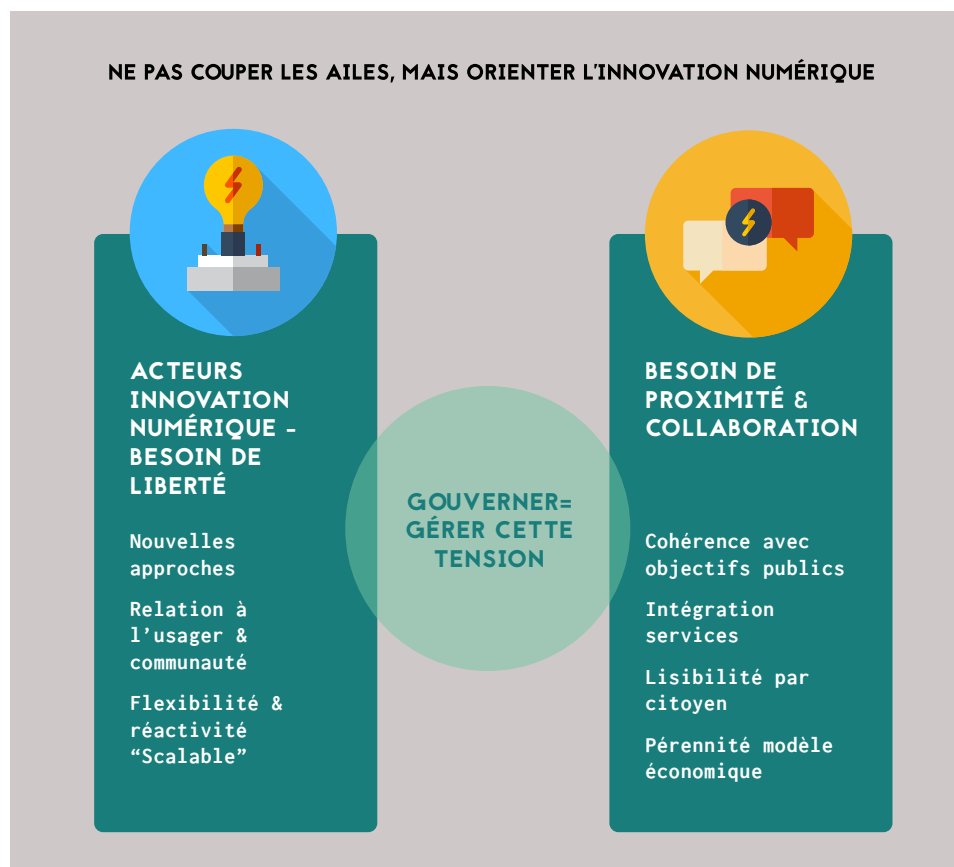 NE PAS COUPER LES AILES, MAIS ORIENTER L'INNOVATION NUMÉRIQUE
ACTEURS
INNOVATION
NUMÉRIQUE -
BESOIN DE
LIBERTÉ
Nouvelles
approches
Relation à
l’usager &
communauté
Flexibilité &
réactivité
“Scalable”
GOUVERNER=
GÉRER CETTE
TENSION
BESOIN DE
PROXIMITÉ &
COLLABORATION
Cohérence avec
objectifs publics
Intégration
services
Lisibilité par
citoyen
Pérennité modèle
économique